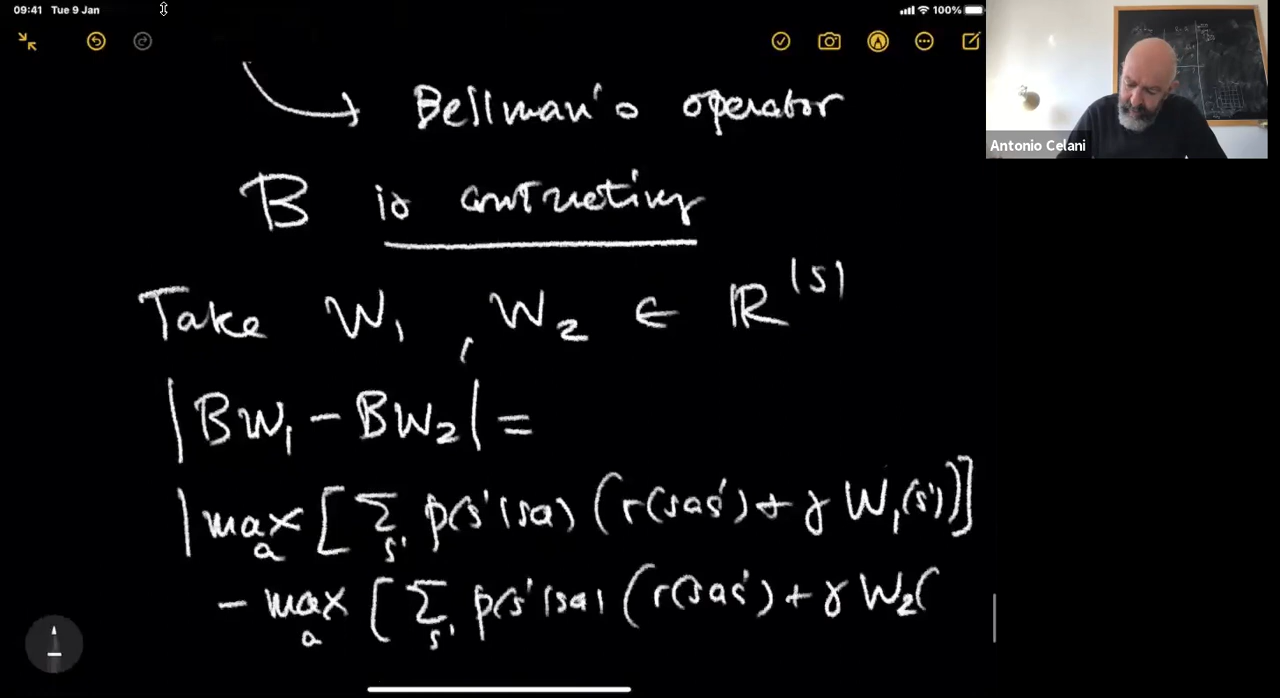 09:41 Tue 9 Jan
100%
Antonio Celani
→ Bellman's operator
B is contracting
Take W₁, W₂ ∈ ℝ^|S|
|BW₁ - BW₂| =
|max_a [Σ_s' p(s'|sa) (r(sas') + γ W₁(s'))]
- max_a [Σ_s' p(s'|sa) (r(sas') + γ W₂(